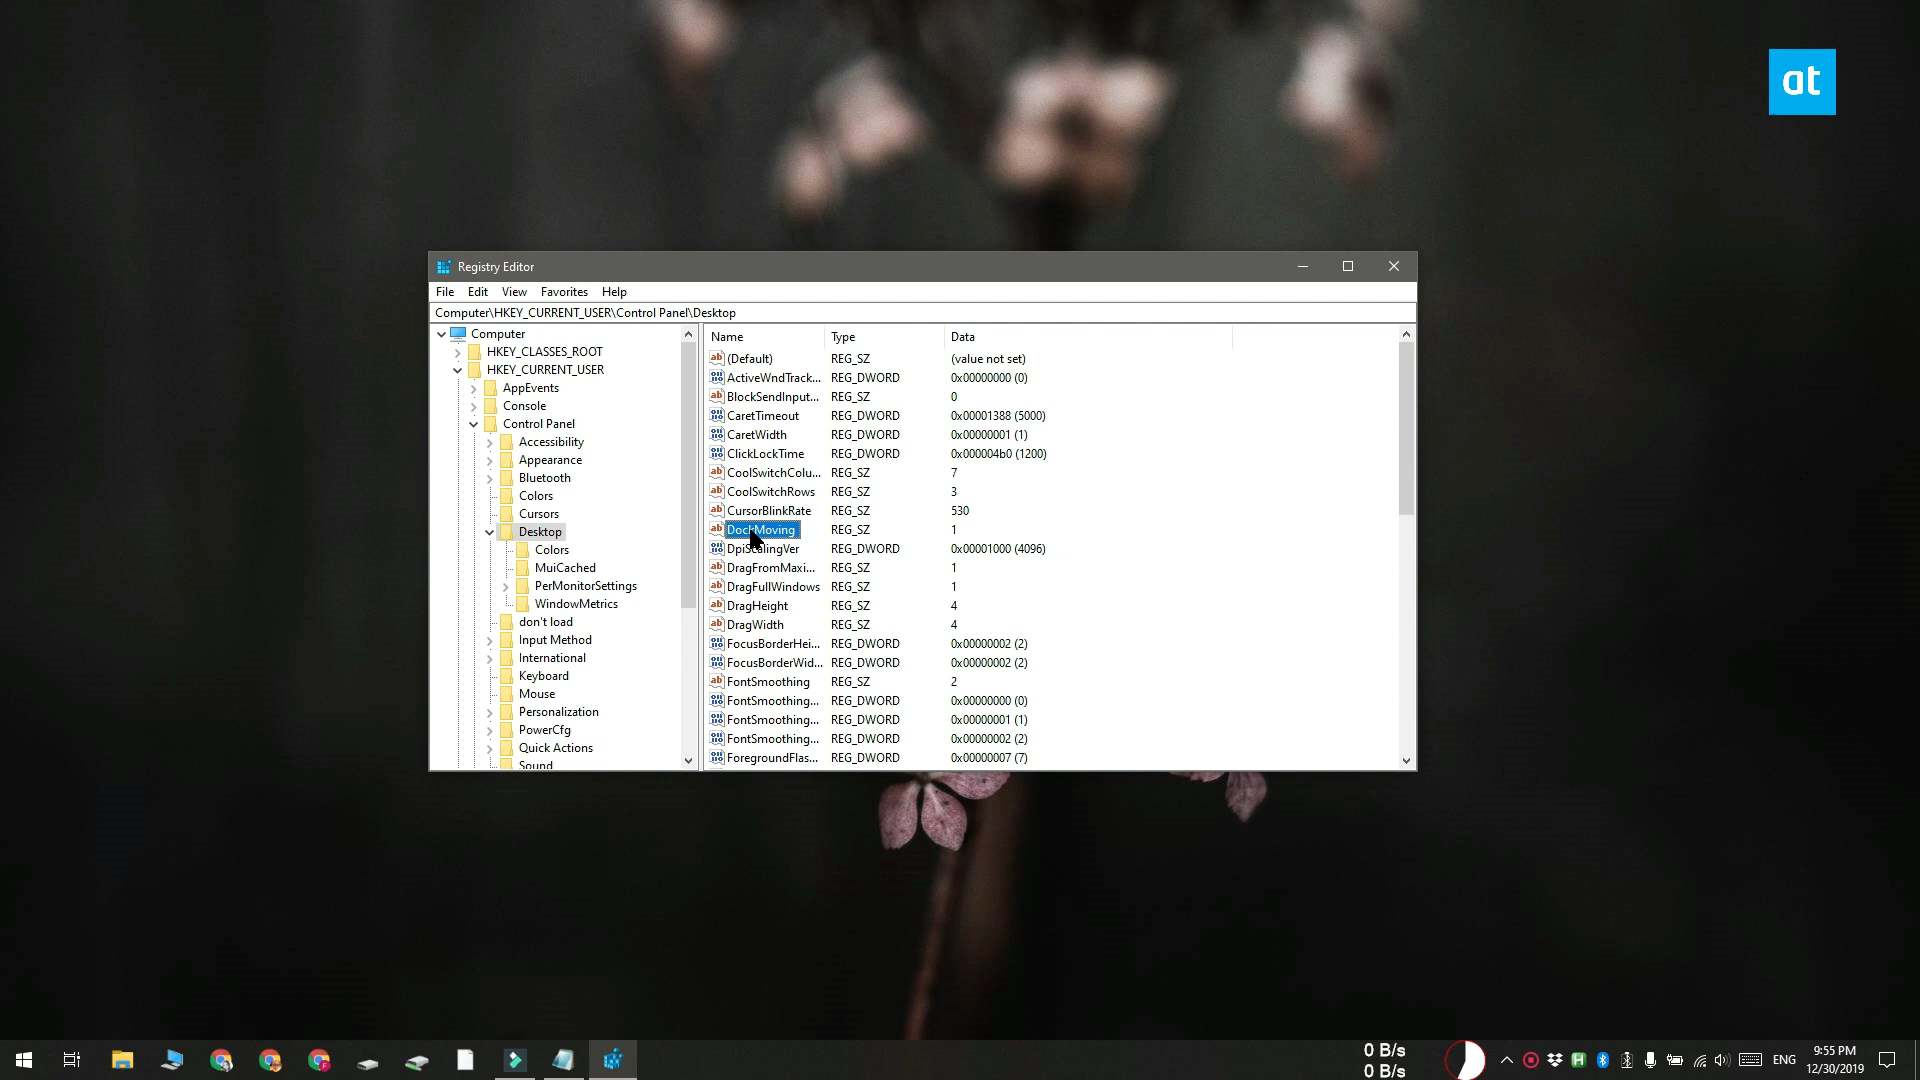 at
Registry Editor
File Edit View Favorites Help
Computer\HKEY_CURRENT_USER\Control Panel\Desktop
Computer
HKEY_CLASSES_ROOT
HKEY_CURRENT_USER
AppEvents
Console
Control Panel
Accessibility
Appearance
Bluetooth
Colors
Cursors
Desktop
Colors
MuiCached
PerMonitorSettings
WindowMetrics
don't load
Input Method
International
Keyboard
Mouse
Personalization
PowerCfg
Quick Actions
Sound
Name Type Data
(Default) REG_SZ (value not set)
ActiveWndTrack... REG_DWORD 0x00000000 (0)
BlockSendInput... REG_SZ 0
CaretTimeout REG_DWORD 0x00001388 (5000)
CaretWidth REG_DWORD 0x00000001 (1)
ClickLockTime REG_DWORD 0x000004b0 (1200)
CoolSwitchColu... REG_SZ 7
CoolSwitchRows REG_SZ 3
CursorBlinkRate REG_SZ 530
DockMoving REG_SZ 1
DpiScalingVer REG_DWORD 0x00001000 (4096)
DragFromMaxi... REG_SZ 1
DragFullWindows REG_SZ 1
DragHeight REG_SZ 4
DragWidth REG_SZ 4
FocusBorderHei... REG_DWORD 0x00000002 (2)
FocusBorderWid... REG_DWORD 0x00000002 (2)
FontSmoothing REG_SZ 2
FontSmoothing... REG_DWORD 0x00000000 (0)
FontSmoothing... REG_DWORD 0x00000001 (1)
FontSmoothing... REG_DWORD 0x00000002 (2)
ForegroundFlas... REG_DWORD 0x00000007 (7)
0 B/s
0 B/s
ENG
9:55 PM
12/30/2019